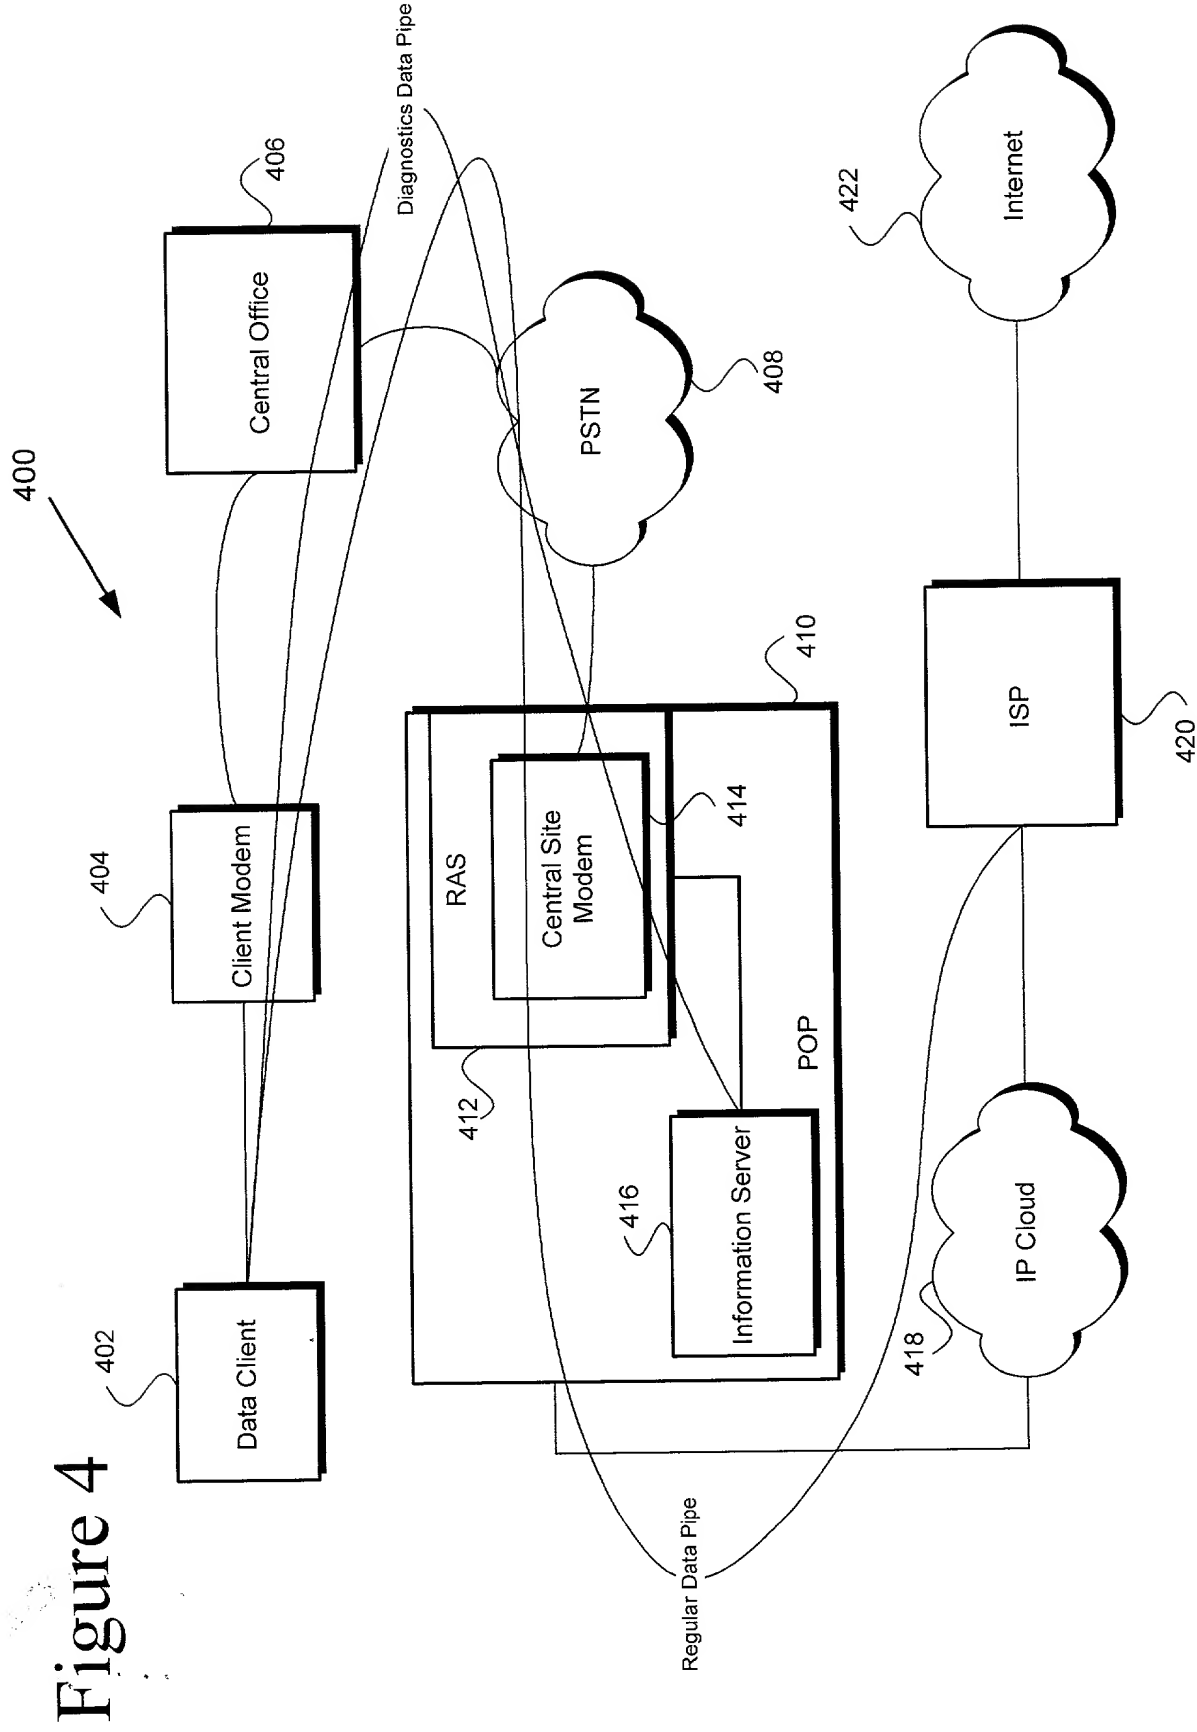 Figure 4
400
402
Data Client
404
Client Modem
Central Office
406
Diagnostics Data Pipe
412
RAS
Central Site
Modem
414
410
PSTN
408
416
Information Server
POP
Regular Data Pipe
418
IP Cloud
ISP
420
422
Internet